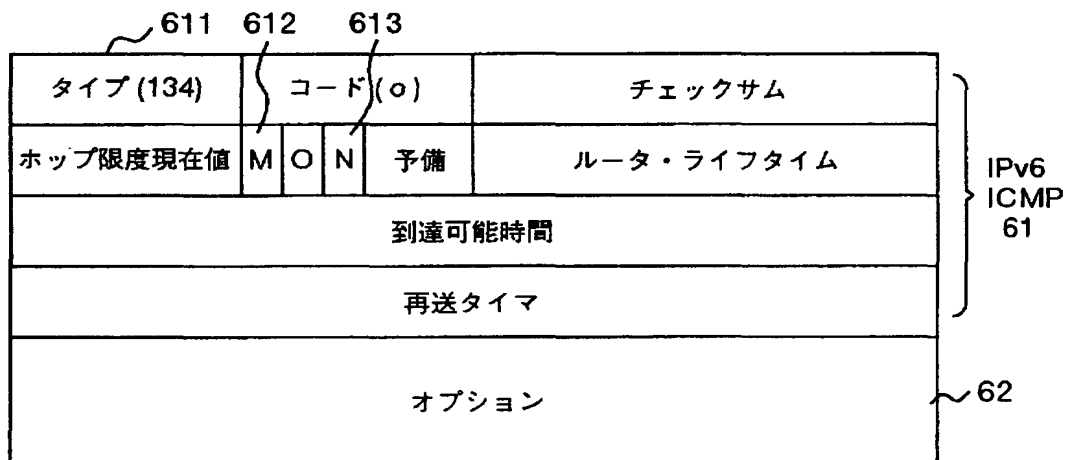 611 612 613
タイプ (134) コード (o) チェックサム
ホップ限度現在値 M O N 予備 ルータ・ライフタイム
到達可能時間
再送タイマ
オプション
IPv6
ICMP
61
62